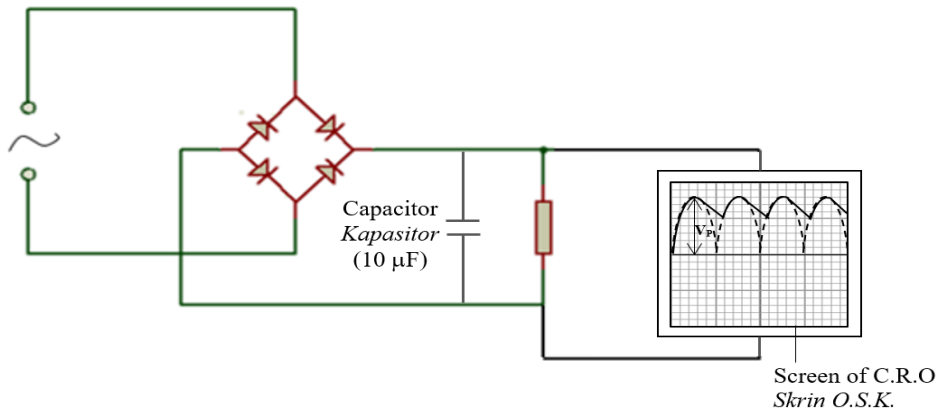 Capacitor
Kapasitor
(10 μF)
VP
Screen of C.R.O
Skrin O.S.K.